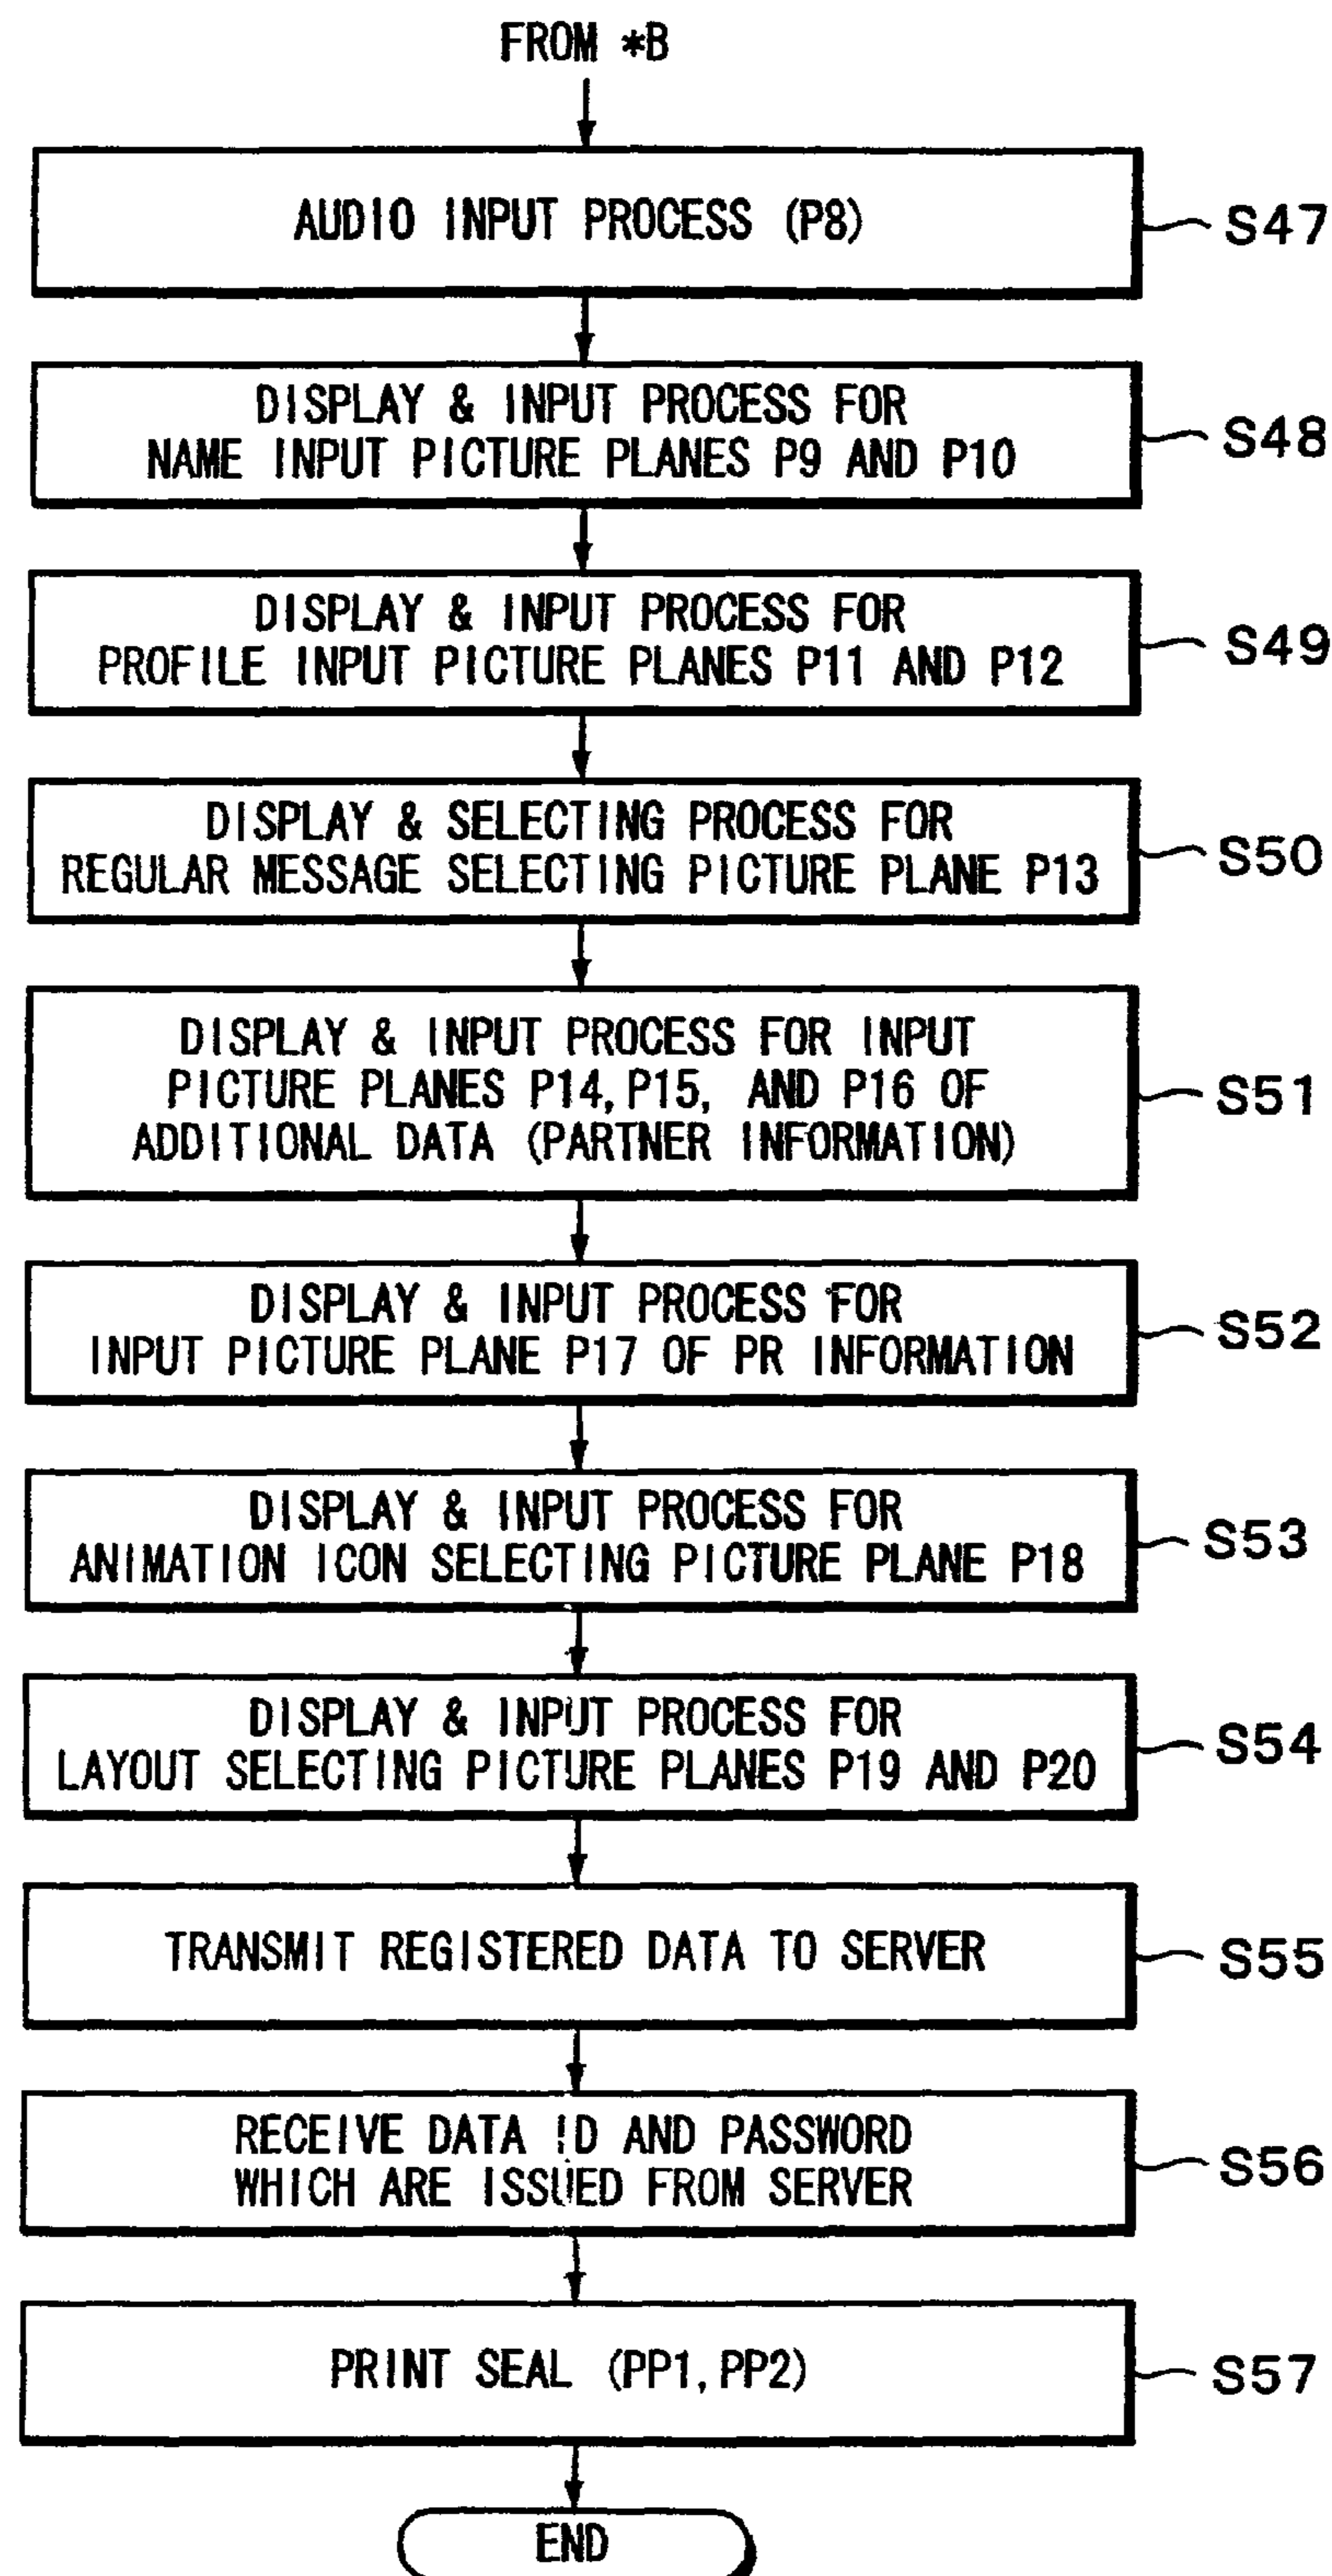 FROM *B
AUDIO INPUT PROCESS (P8)
S47
DISPLAY & INPUT PROCESS FOR
NAME INPUT PICTURE PLANES P9 AND P10
S48
DISPLAY & INPUT PROCESS FOR
PROFILE INPUT PICTURE PLANES P11 AND P12
S49
DISPLAY & SELECTING PROCESS FOR
REGULAR MESSAGE SELECTING PICTURE PLANE P13
S50
DISPLAY & INPUT PROCESS FOR INPUT
PICTURE PLANES P14, P15, AND P16 OF
ADDITIONAL DATA (PARTNER INFORMATION)
S51
DISPLAY & INPUT PROCESS FOR
INPUT PICTURE PLANE P17 OF PR INFORMATION
S52
DISPLAY & INPUT PROCESS FOR
ANIMATION ICON SELECTING PICTURE PLANE P18
S53
DISPLAY & INPUT PROCESS FOR
LAYOUT SELECTING PICTURE PLANES P19 AND P20
S54
TRANSMIT REGISTERED DATA TO SERVER
S55
RECEIVE DATA ID AND PASSWORD
WHICH ARE ISSUED FROM SERVER
S56
PRINT SEAL (PP1, PP2)
S57
END